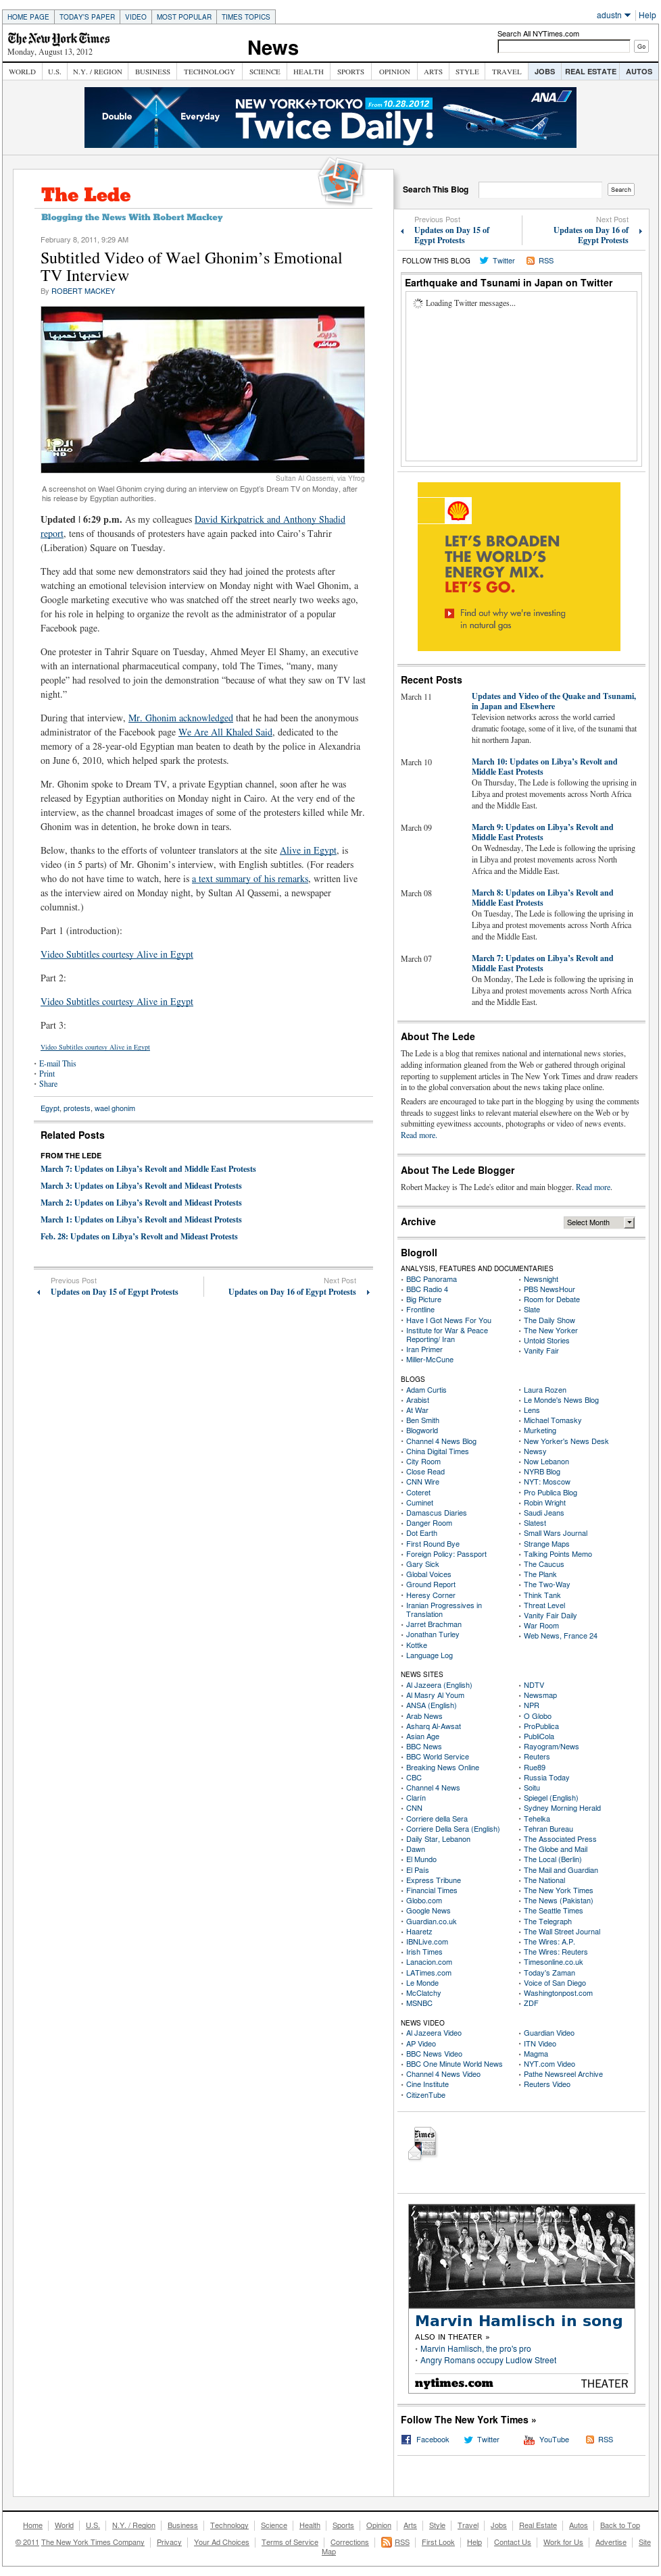 HOME PAGE TODAY'S PAPER VIDEO MOST POPULAR TIMES TOPICS
adustn Help
The New York Times
Monday, August 13, 2012
News
Search All NYTimes.com
Go
WORLD U.S. N.Y. / REGION BUSINESS TECHNOLOGY SCIENCE HEALTH SPORTS OPINION ARTS STYLE TRAVEL JOBS REAL ESTATE AUTOS
Double Everyday
NEW YORK TOKYO From 10.28.2012
Twice Daily!
ANA
The Lede
Blogging the News With Robert Mackey
February 8, 2011, 9:29 AM
Subtitled Video of Wael Ghonim's Emotional
TV Interview
By ROBERT MACKEY
Sultan Al Qassemi, via Yfrog
A screenshot on Wael Ghonim crying during an interview on Egypt's Dream TV on Monday, after
his release by Egyptian authorities.
Updated | 6:29 p.m. As my colleagues David Kirkpatrick and Anthony Shadid
report, tens of thousands of protesters have again packed into Cairo's Tahrir
(Liberation) Square on Tuesday.
They add that some new demonstrators said they had joined the protests after
watching an emotional television interview on Monday night with Wael Ghonim, a
Google marketing executive who was snatched off the street nearly two weeks ago,
for his role in helping to organize the revolt as the administrator of a popular
Facebook page.
One protester in Tahrir Square on Tuesday, Ahmed Meyer El Shamy, an executive
with an international pharmaceutical company, told The Times, "many, many
people" had resolved to join the demonstration "because of what they saw on TV last
night."
During that interview, Mr. Ghonim acknowledged that he had been the anonymous
administrator of the Facebook page We Are All Khaled Said, dedicated to the
memory of a 28-year-old Egyptian man beaten to death by the police in Alexandria
on June 6, 2010, which helped spark the protests.
Mr. Ghonim spoke to Dream TV, a private Egyptian channel, soon after he was
released by Egyptian authorities on Monday night in Cairo. At the very end of the
interview, as the channel broadcast images of some of the protesters killed while Mr.
Ghonim was in detention, he broke down in tears.
Below, thanks to the efforts of volunteer translators at the site Alive in Egypt, is
video (in 5 parts) of Mr. Ghonim's interview, with English subtitles. (For readers
who do not have time to watch, here is a text summary of his remarks, written live
as the interview aired on Monday night, by Sultan Al Qassemi, a newspaper
columnist.)
Part 1 (introduction):
Video Subtitles courtesy Alive in Egypt
Part 2:
Video Subtitles courtesy Alive in Egypt
Part 3:
Video Subtitles courtesy Alive in Egypt
E-mail This
Print
Share
Egypt, protests, wael ghonim
Related Posts
FROM THE LEDE
March 7: Updates on Libya's Revolt and Middle East Protests
March 3: Updates on Libya's Revolt and Mideast Protests
March 2: Updates on Libya's Revolt and Mideast Protests
March 1: Updates on Libya's Revolt and Mideast Protests
Feb. 28: Updates on Libya's Revolt and Mideast Protests
Previous Post
Updates on Day 15 of Egypt Protests
Next Post
Updates on Day 16 of Egypt Protests
Search This Blog
Search
Previous Post
Updates on Day 15 of
Egypt Protests
Next Post
Updates on Day 16 of
Egypt Protests
FOLLOW THIS BLOG Twitter RSS
Earthquake and Tsunami in Japan on Twitter
Loading Twitter messages...
LET'S BROADEN
THE WORLD'S
ENERGY MIX.
LET'S GO.
Find out why we're investing
in natural gas
Recent Posts
March 11
Updates and Video of the Quake and Tsunami,
in Japan and Elsewhere
Television networks across the world carried
dramatic footage, some of it live, of the tsunami that
hit northern Japan.
March 10
March 10: Updates on Libya's Revolt and
Middle East Protests
On Thursday, The Lede is following the uprising in
Libya and protest movements across North Africa
and the Middle East.
March 09
March 9: Updates on Libya's Revolt and
Middle East Protests
On Wednesday, The Lede is following the uprising
in Libya and protest movements across North
Africa and the Middle East.
March 08
March 8: Updates on Libya's Revolt and
Middle East Protests
On Tuesday, The Lede is following the uprising in
Libya and protest movements across North Africa
and the Middle East.
March 07
March 7: Updates on Libya's Revolt and
Middle East Protests
On Monday, The Lede is following the uprising in
Libya and protest movements across North Africa
and the Middle East.
About The Lede
The Lede is a blog that remixes national and international news stories,
adding information gleaned from the Web or gathered through original
reporting to supplement articles in The New York Times and draw readers
in to the global conversation about the news taking place online.
Readers are encouraged to take part in the blogging by using the comments
threads to suggest links to relevant material elsewhere on the Web or by
submitting eyewitness accounts, photographs or video of news events.
Read more.
About The Lede Blogger
Robert Mackey is The Lede's editor and main blogger. Read more.
Archive
Select Month
Blogroll
ANALYSIS, FEATURES AND DOCUMENTARIES
BBC Panorama
BBC Radio 4
Big Picture
Frontline
Have I Got News For You
Institute for War & Peace
Reporting/ Iran
Iran Primer
Miller-McCune
Newsnight
PBS NewsHour
Room for Debate
Slate
The Daily Show
The New Yorker
Untold Stories
Vanity Fair
BLOGS
Adam Curtis
Arabist
At War
Ben Smith
Blogworld
Channel 4 News Blog
China Digital Times
City Room
Close Read
CNN Wire
Coteret
Cuminet
Damascus Diaries
Danger Room
Dot Earth
First Round Bye
Foreign Policy: Passport
Gary Sick
Global Voices
Ground Report
Heresy Corner
Iranian Progressives in
Translation
Jarret Brachman
Jonathan Turley
Kottke
Language Log
Laura Rozen
Le Monde's News Blog
Lens
Michael Tomasky
Murketing
New Yorker's News Desk
Newsy
Now Lebanon
NYRB Blog
NYT: Moscow
Pro Publica Blog
Robin Wright
Saudi Jeans
Slatest
Small Wars Journal
Strange Maps
Talking Points Memo
The Caucus
The Plank
The Two-Way
Think Tank
Threat Level
Vanity Fair Daily
War Room
Web News, France 24
NEWS SITES
Al Jazeera (English)
Al Masry Al Youm
ANSA (English)
Arab News
Asharq Al-Awsat
Asian Age
BBC News
BBC World Service
Breaking News Online
CBC
Channel 4 News
Clarín
CNN
Corriere della Sera
Corriere Della Sera (English)
Daily Star, Lebanon
Dawn
El Mundo
El País
Express Tribune
Financial Times
Globo.com
Google News
Guardian.co.uk
Haaretz
IBNLive.com
Irish Times
Lanacion.com
LATimes.com
Le Monde
McClatchy
MSNBC
NDTV
Newsmap
NPR
O Globo
ProPublica
PubliCola
Rayogram/News
Reuters
Rue89
Russia Today
Soitu
Spiegel (English)
Sydney Morning Herald
Tehelka
Tehran Bureau
The Associated Press
The Globe and Mail
The Local (Berlin)
The Mail and Guardian
The National
The New York Times
The News (Pakistan)
The Seattle Times
The Telegraph
The Wall Street Journal
The Wires: A.P.
The Wires: Reuters
Timesonline.co.uk
Today's Zaman
Voice of San Diego
Washingtonpost.com
ZDF
NEWS VIDEO
Al Jazeera Video
AP Video
BBC News Video
BBC One Minute World News
Channel 4 News Video
Cine Institute
CitizenTube
Guardian Video
ITN Video
Magma
NYT.com Video
Pathe Newsreel Archive
Reuters Video
Times
Marvin Hamlisch in song
ALSO IN THEATER »
Marvin Hamlisch, the pro's pro
Angry Romans occupy Ludlow Street
nytimes.com THEATER
Follow The New York Times »
Facebook Twitter YouTube RSS
Home World U.S. N.Y. / Region Business Technology Science Health Sports Opinion Arts Style Travel Jobs Real Estate Autos Back to Top
© 2011 The New York Times Company Privacy Your Ad Choices Terms of Service Corrections RSS First Look Help Contact Us Work for Us Advertise Site
Map